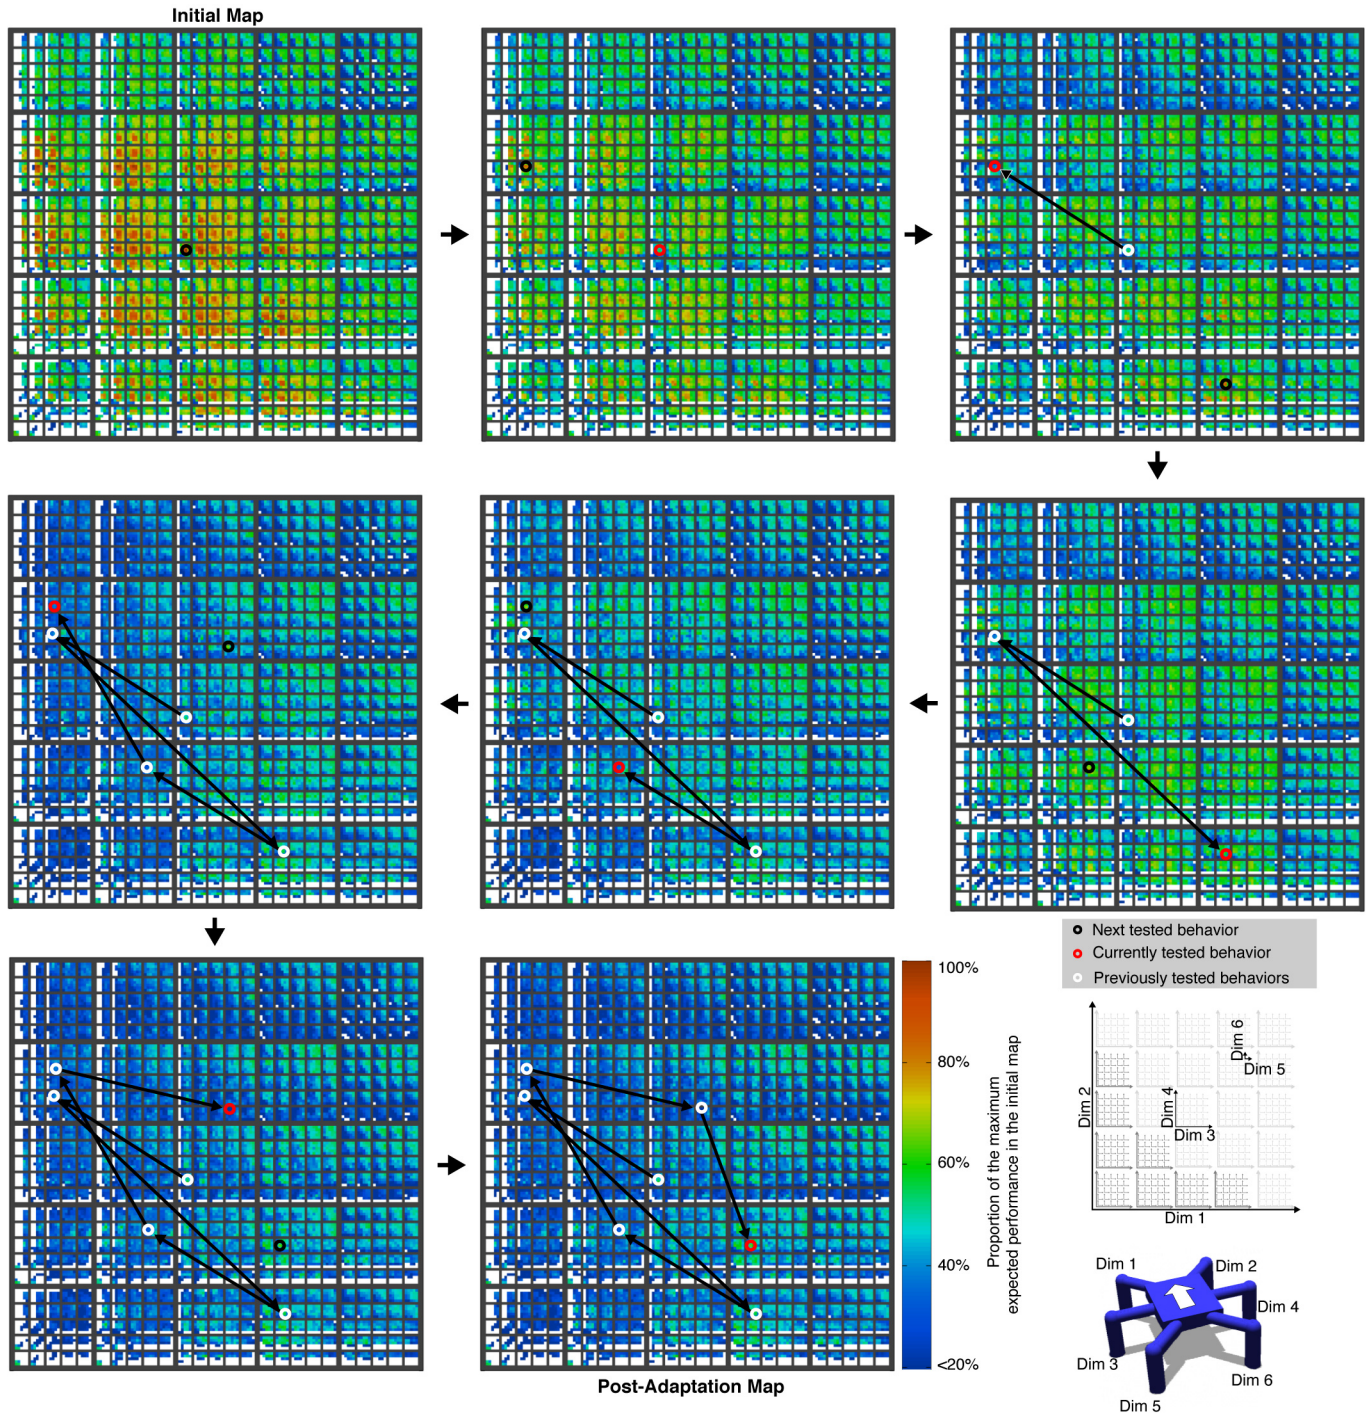 Initial Map
Next tested behavior
Currently tested behavior
Previously tested behaviors
100%
80%
60%
40%
<20%
Proportion of the maximum
expected performance in the initial map
Dim 6
Dim 5
Dim 4
Dim 3
Dim 2
Dim 1
Dim 1
Dim 2
Dim 4
Dim 3
Dim 6
Dim 5
Post-Adaptation Map